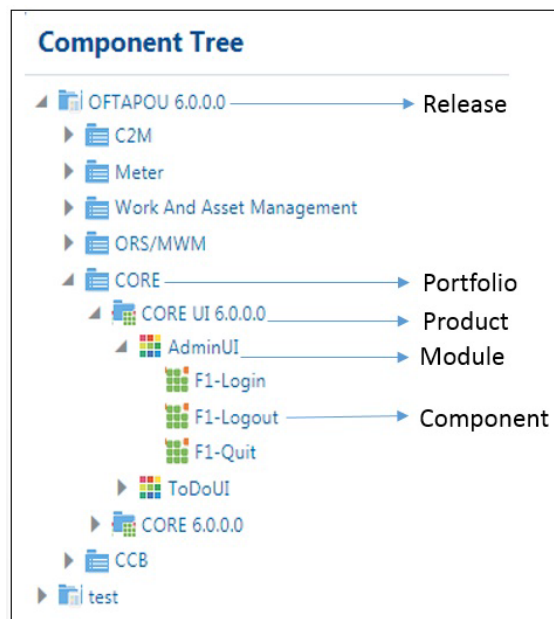 Component Tree
OFTAPOU 6.0.0.0 Release
C2M
Meter
Work And Asset Management
ORS/MWM
CORE Portfolio
CORE UI 6.0.0.0 Product
AdminUI Module
F1-Login
F1-Logout Component
F1-Quit
ToDoUI
CORE 6.0.0.0
CCB
test